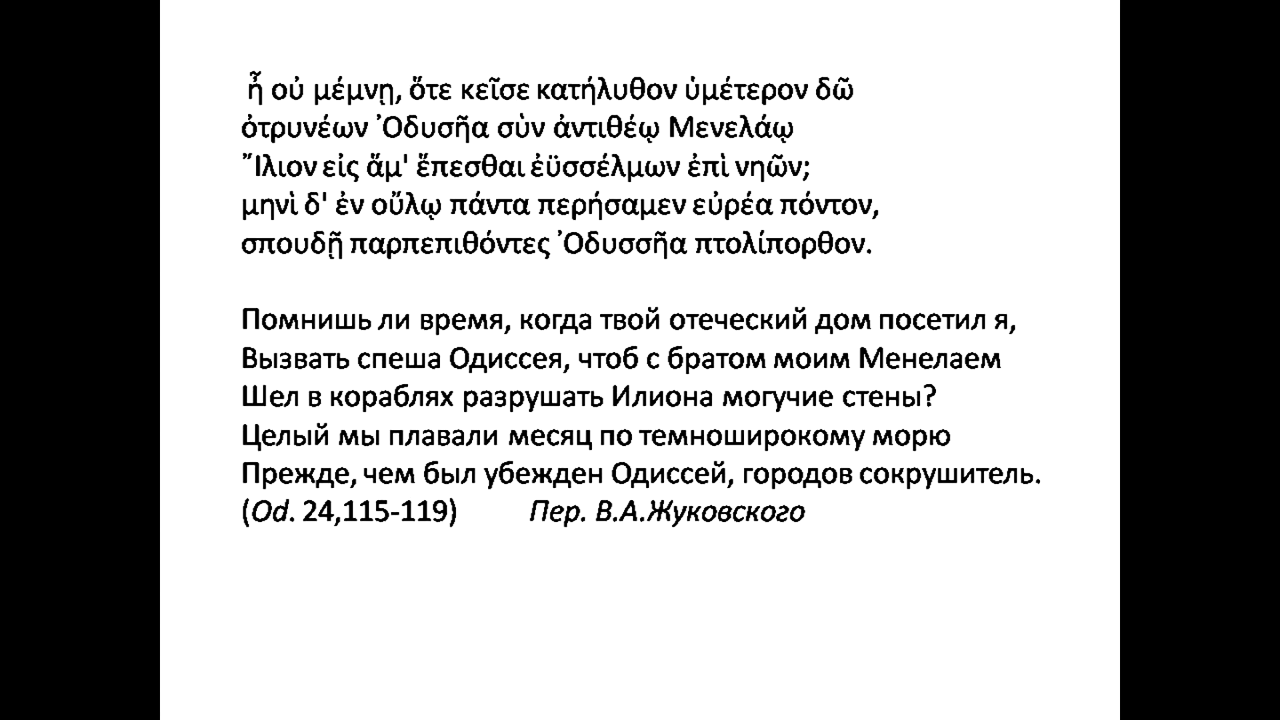 ἦ οὐ μέμνῃ, ὅτε κεῖσε κατήλυθον ὑμέτερον δῶ
ὀτρυνέων Ὀδυσῆα σὺν ἀντιθέῳ Μενελάῳ
Ἴλιον εἰς ἅμ' ἕπεσθαι ἐϋσσέλμων ἐπὶ νηῶν;
μηνὶ δ' ἐν οὔλῳ πάντα περήσαμεν εὐρέα πόντον,
σπουδῇ παρπεπιθόντες Ὀδυσσῆα πτολίπορθον.
Помнишь ли время, когда твой отеческий дом посетил я,
Вызвать спеша Одиссея, чтоб с братом моим Менелаем
Шел в кораблях разрушать Илиона могучие стены?
Целый мы плавали месяц по темноширокому морю
Прежде, чем был убежден Одиссей, городов сокрушитель.
(Od. 24,115-119) Пер. В.А.Жуковского